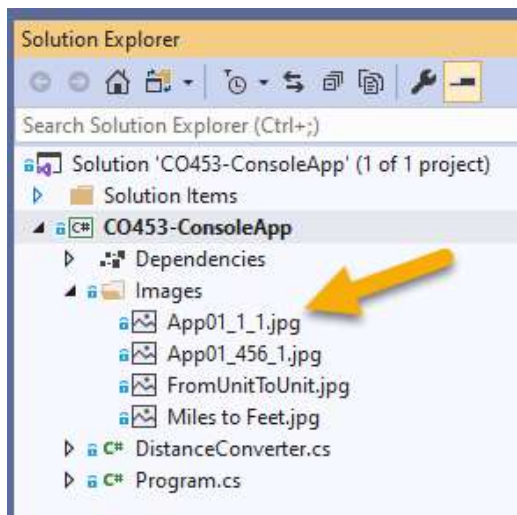 Solution Explorer
Search Solution Explorer (Ctrl+;)
Solution 'CO453-ConsoleApp' (1 of 1 project)
Solution Items
C# CO453-ConsoleApp
Dependencies
Images
App01_1_1.jpg
App01_456_1.jpg
FromUnitToUnit.jpg
Miles to Feet.jpg
C# DistanceConverter.cs
C# Program.cs